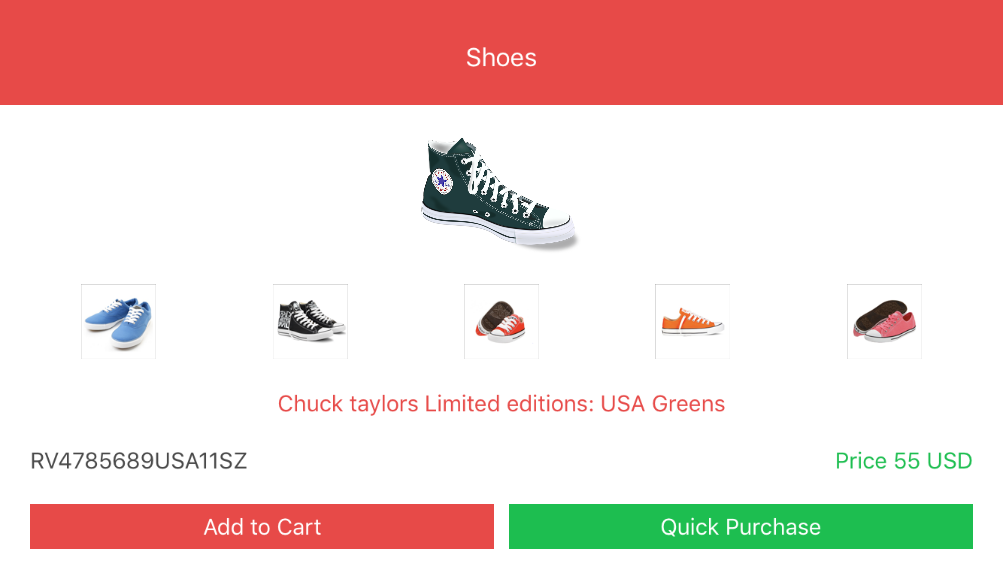 Shoes
Chuck taylors Limited editions: USA Greens
RV4785689USA11SZ
Price 55 USD
Add to Cart
Quick Purchase